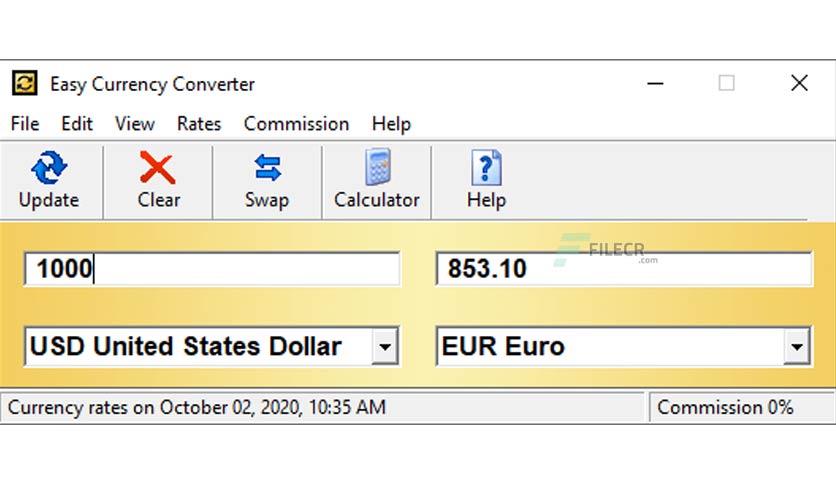 Easy Currency Converter
File Edit View Rates Commission Help
Update Clear Swap Calculator Help
1000 853.10
FILECR
.com
USD United States Dollar EUR Euro
Currency rates on October 02, 2020, 10:35 AM Commission 0%